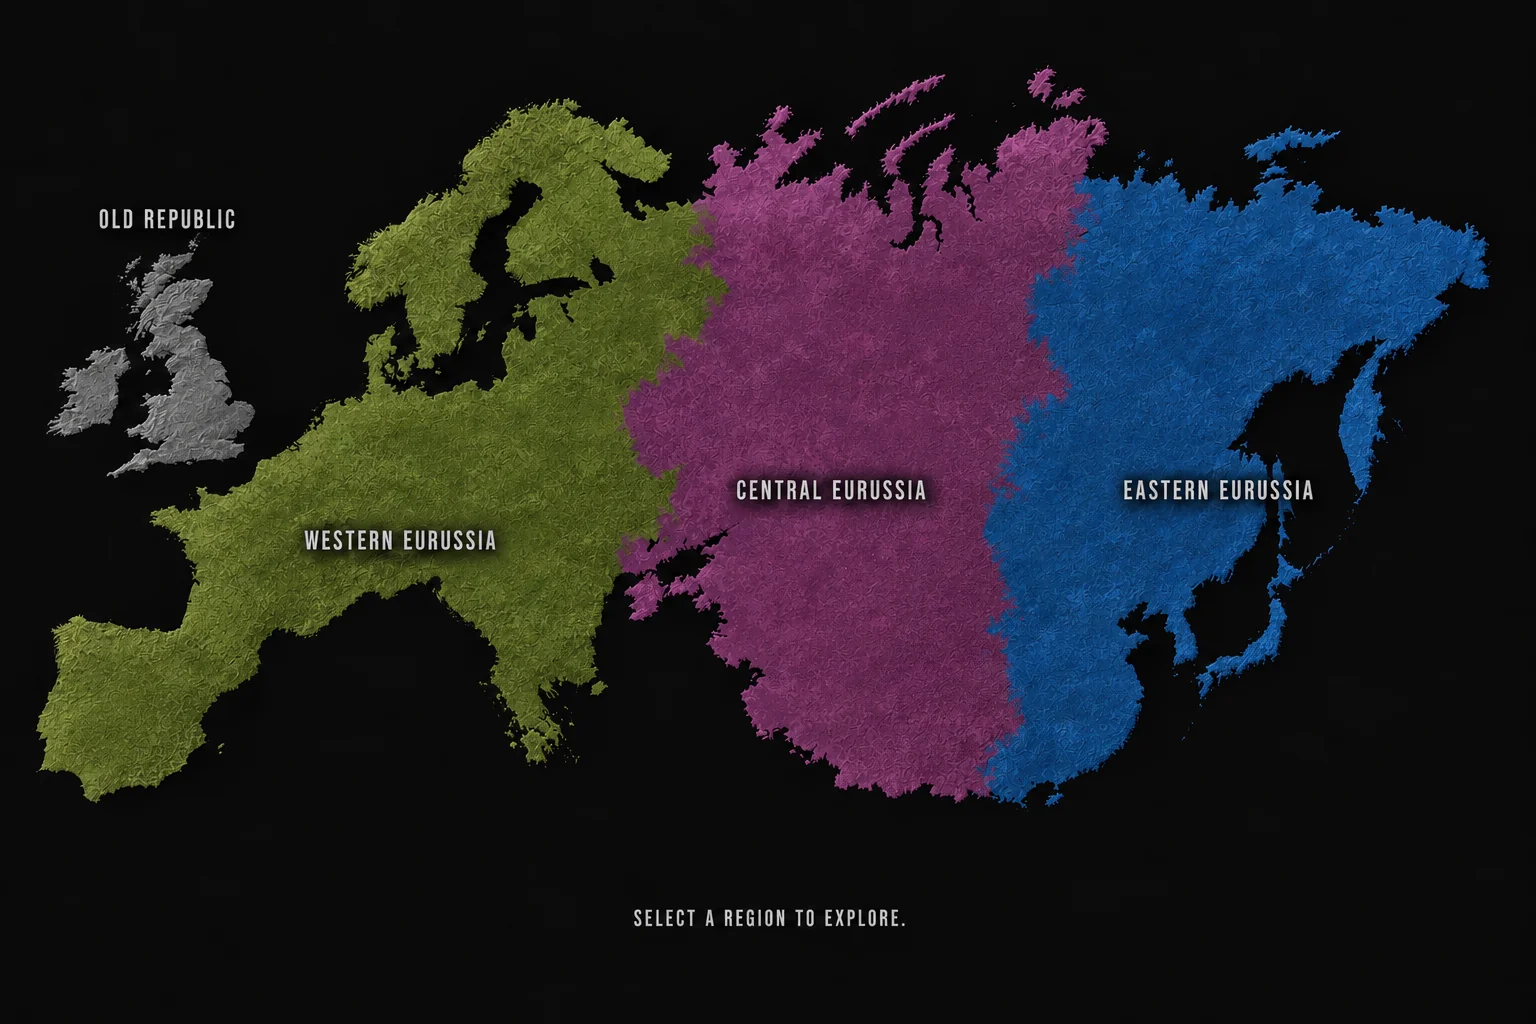 OLD REPUBLIC
CENTRAL EURUSSIA
EASTERN EURUSSIA
WESTERN EURUSSIA
SELECT A REGION TO EXPLORE.